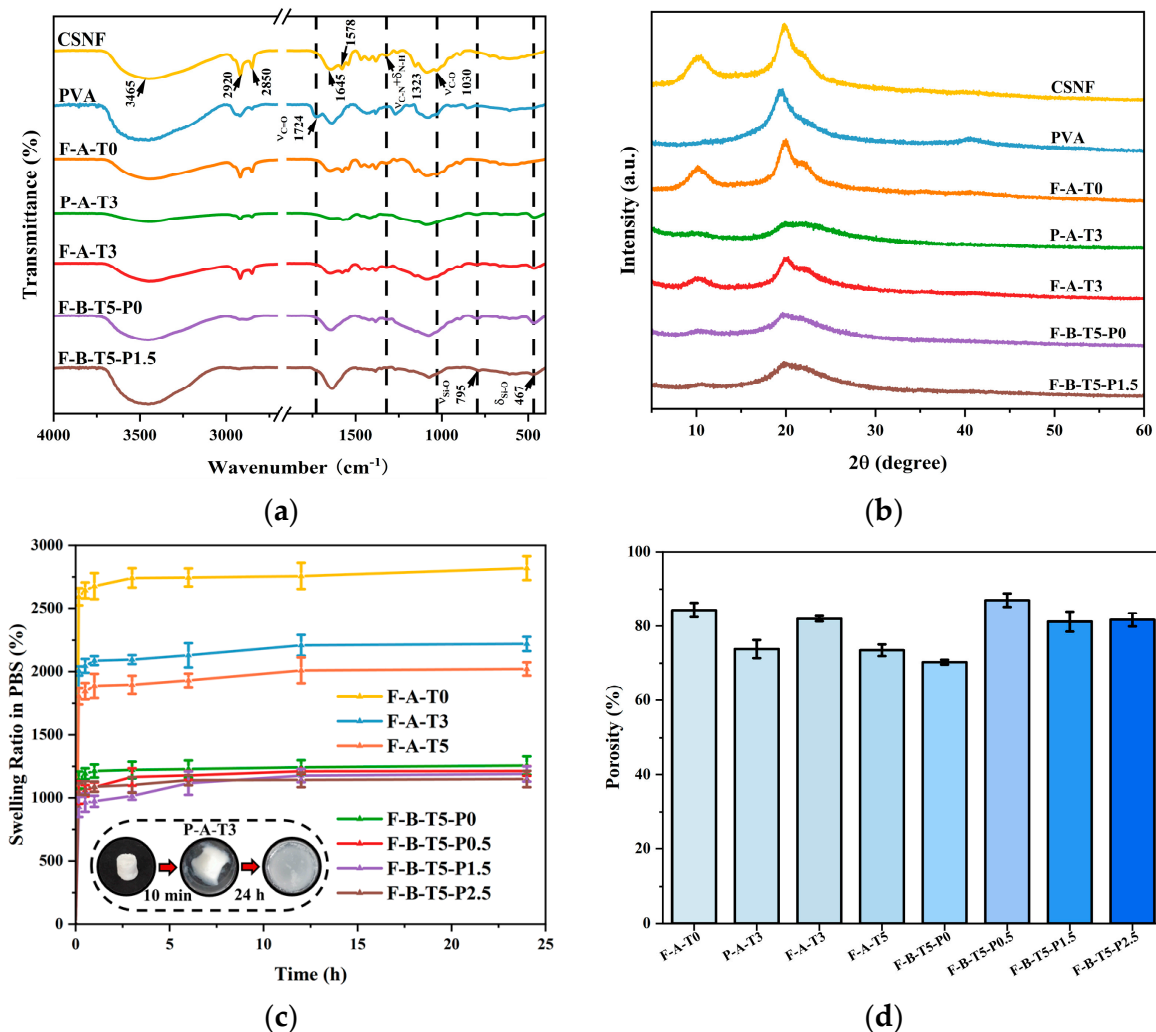 CSNF
PVA
F-A-T0
P-A-T3
F-A-T3
F-B-T5-P0
F-B-T5-P1.5
3465
2920
2850
1645
1578
νC-N+δN-H
1323
νC-O
1030
νC-O
1724
νSi-O
795
δSi-O
467
Transmittance (%)
4000 3500 3000 1500 1000 500
Wavenumber (cm-1)
(a)
CSNF
PVA
F-A-T0
P-A-T3
F-A-T3
F-B-T5-P0
F-B-T5-P1.5
Intensity (a.u.)
10 20 30 40 50 60
2θ (degree)
(b)
3000
2500
2000
1500
1000
500
0
Swelling Ratio in PBS (%)
F-A-T0
F-A-T3
F-A-T5
F-B-T5-P0
F-B-T5-P0.5
F-B-T5-P1.5
F-B-T5-P2.5
P-A-T3
10 min
24 h
0 5 10 15 20 25
Time (h)
(c)
100
80
60
40
20
0
Porosity (%)
F-A-T0
P-A-T3
F-A-T3
F-A-T5
F-B-T5-P0
F-B-T5-P0.5
F-B-T5-P1.5
F-B-T5-P2.5
(d)